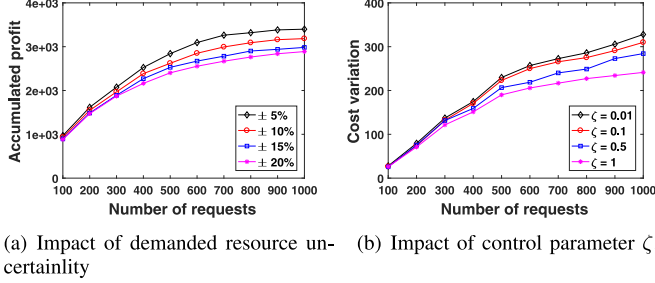 4e+03
3e+03
2e+03
1e+03
0
Accumulated profit
± 5%
± 10%
± 15%
± 20%
100 200 300 400 500 600 700 800 900 1000
Number of requests
400
300
200
100
0
Cost variation
ζ = 0.01
ζ = 0.1
ζ = 0.5
ζ = 1
100 200 300 400 500 600 700 800 900 1000
Number of requests
(a) Impact of demanded resource un-
certainlity
(b) Impact of control parameter ζ